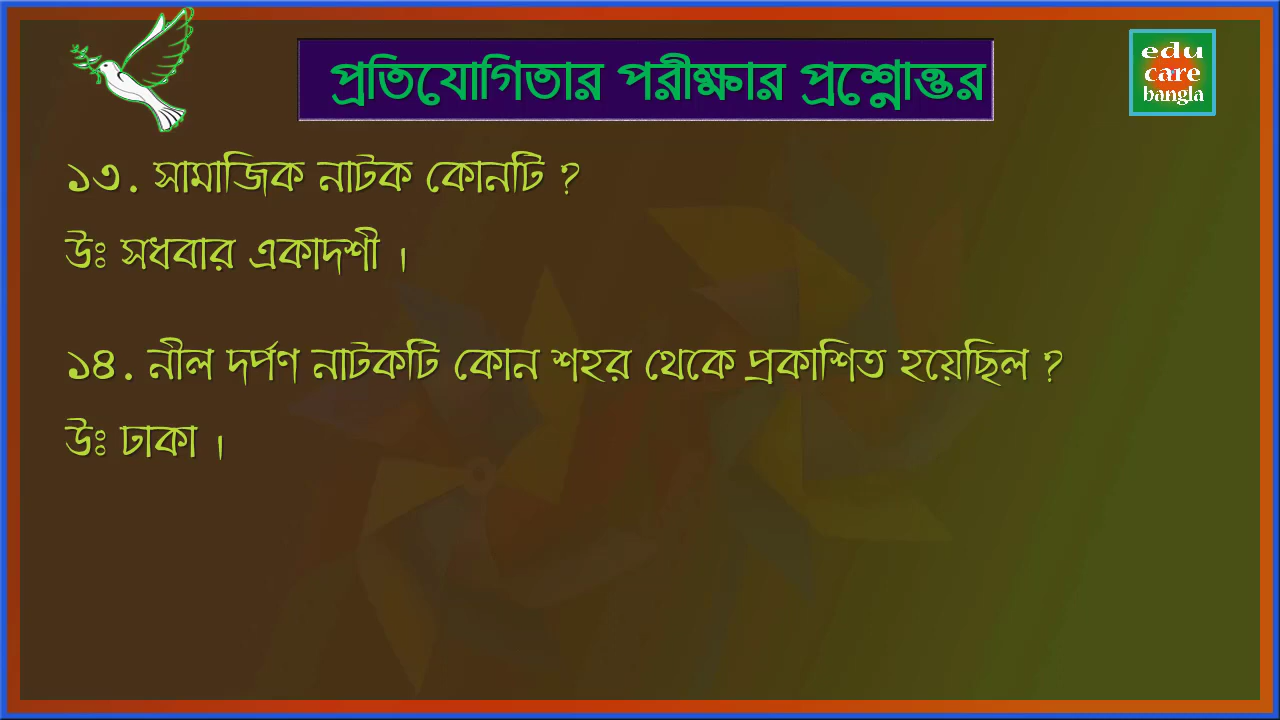 প্রতিযোগিতার পরীক্ষার প্রশ্নোত্তর
edu
care
bangla
১৩. সামাজিক নাটক কোনটি ?
উঃ সধবার একাদশী ।
১৪. নীল দর্পণ নাটকটি কোন শহর থেকে প্রকাশিত হয়েছিল ?
উঃ ঢাকা ।